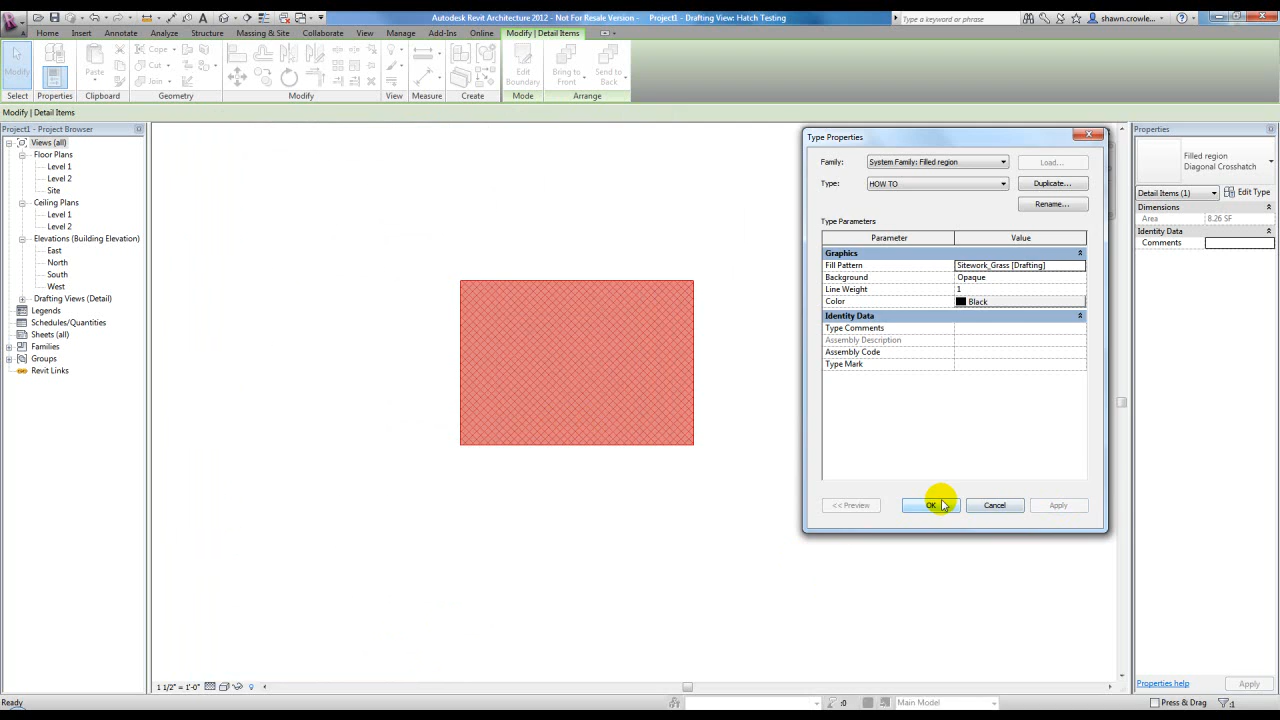 Autodesk Revit Architecture 2012 - Not For Resale Version - Project1 - Drafting View: Hatch Testing
Type a keyword or phrase
shawn.crowle...
Home Insert Annotate Analyze Structure Massing & Site Collaborate View Manage Add-Ins Online Modify | Detail Items
Modify Paste Cope Cut Join Edit Boundary Bring to Front Send to Back
Select Properties Clipboard Geometry Modify View Measure Create Mode Arrange
Modify | Detail Items
Project1 - Project Browser
Views (all)
Floor Plans
Level 1
Level 2
Site
Ceiling Plans
Level 1
Level 2
Elevations (Building Elevation)
East
North
South
West
Drafting Views (Detail)
Legends
Schedules/Quantities
Sheets (all)
Families
Groups
Revit Links
Type Properties
Family: System Family: Filled region Load...
Type: HOW TO Duplicate...
Rename...
Type Parameters
Parameter Value
Graphics
Fill Pattern Sitework_Grass [Drafting]
Background Opaque
Line Weight 1
Color Black
Identity Data
Type Comments
Assembly Description
Assembly Code
Type Mark
<< Preview OK Cancel Apply
Properties
Filled region
Diagonal Crosshatch
Detail Items (1) Edit Type
Dimensions
Area 8.26 SF
Identity Data
Comments
Properties help Apply
1 1/2" = 1'-0"
Ready :0 Main Model Press & Drag :1